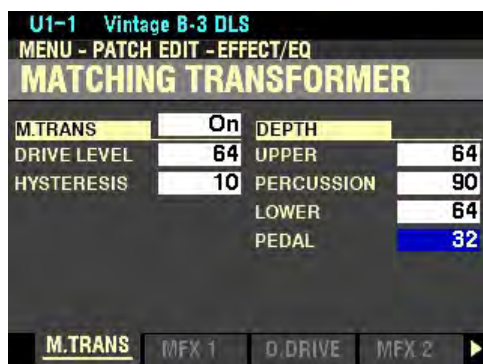 U1-1 Vintage B-3 DLS
MENU - PATCH EDIT - EFFECT/EQ
MATCHING TRANSFORMER
M.TRANS On
DRIVE LEVEL 64
HYSTERESIS 10
DEPTH
UPPER 64
PERCUSSION 90
LOWER 64
PEDAL 32
M.TRANS MFX 1 O.DRIVE MFX 2